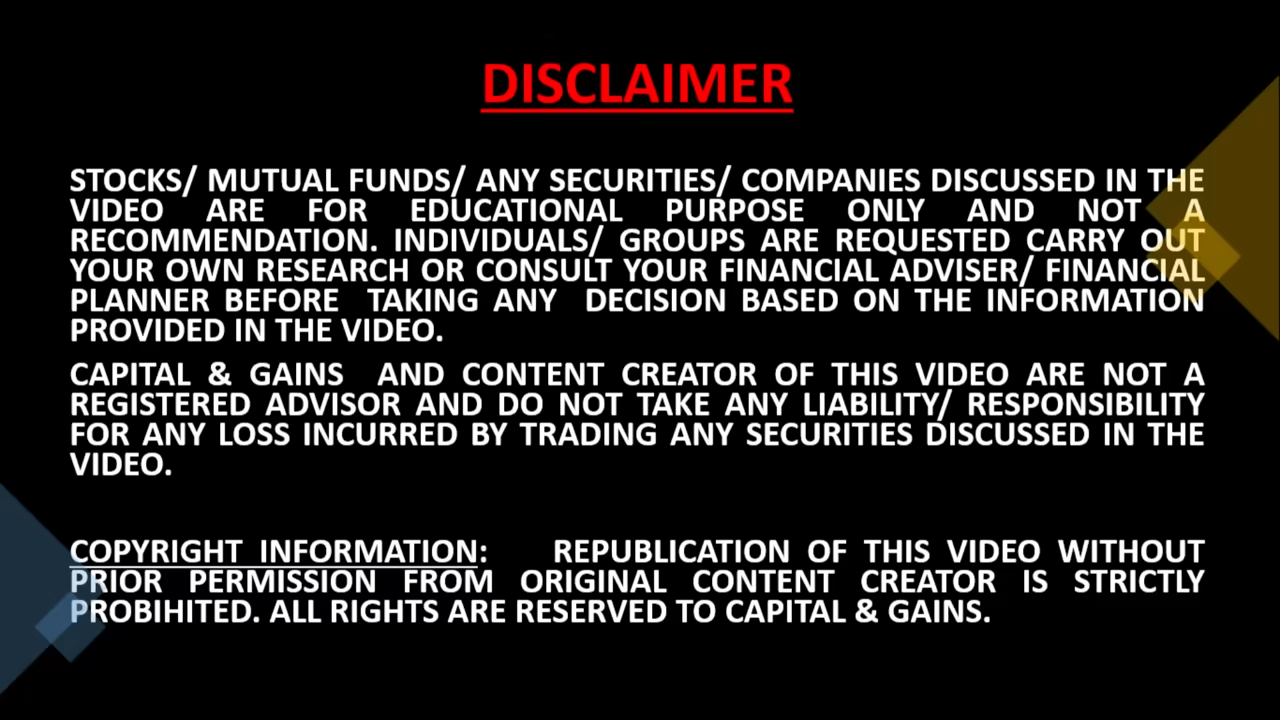 DISCLAIMER
STOCKS/ MUTUAL FUNDS/ ANY SECURITIES/ COMPANIES DISCUSSED IN THE
VIDEO ARE FOR EDUCATIONAL PURPOSE ONLY AND NOT A
RECOMMENDATION. INDIVIDUALS/ GROUPS ARE REQUESTED CARRY OUT
YOUR OWN RESEARCH OR CONSULT YOUR FINANCIAL ADVISER/ FINANCIAL
PLANNER BEFORE TAKING ANY DECISION BASED ON THE INFORMATION
PROVIDED IN THE VIDEO.
CAPITAL & GAINS AND CONTENT CREATOR OF THIS VIDEO ARE NOT A
REGISTERED ADVISOR AND DO NOT TAKE ANY LIABILITY/ RESPONSIBILITY
FOR ANY LOSS INCURRED BY TRADING ANY SECURITIES DISCUSSED IN THE
VIDEO.
COPYRIGHT INFORMATION: REPUBLICATION OF THIS VIDEO WITHOUT
PRIOR PERMISSION FROM ORIGINAL CONTENT CREATOR IS STRICTLY
PROBIHITED. ALL RIGHTS ARE RESERVED TO CAPITAL & GAINS.